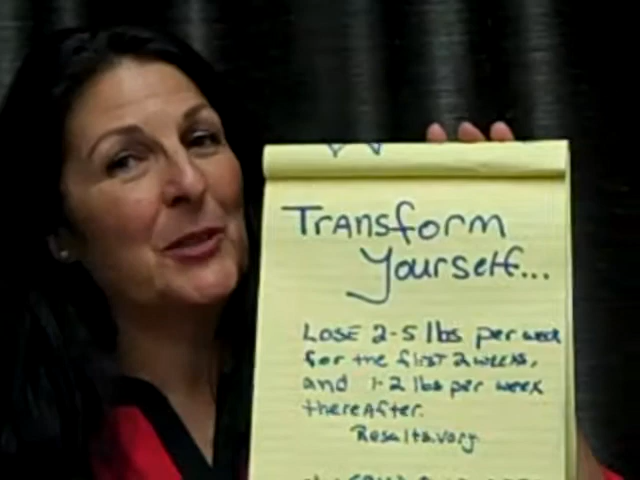 Transform
Yourself...
LOSE 2-5 lbs per week
for the first 2 weeks,
and 1-2 lbs per week
thereAfter.
Results vary